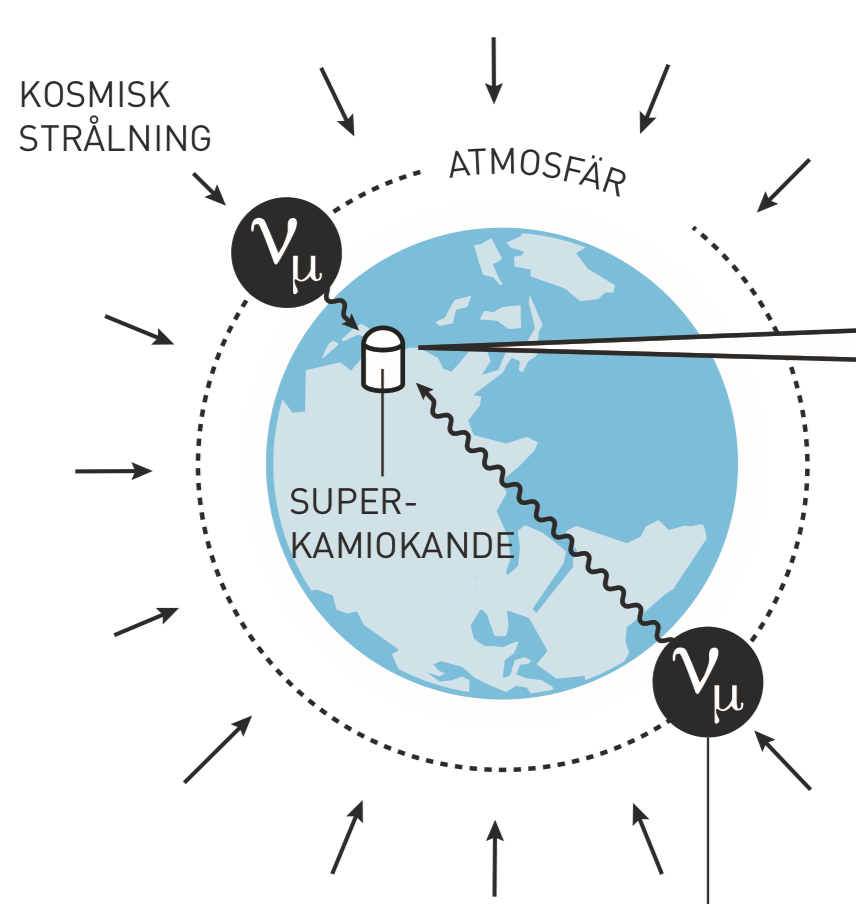 KOSMISK
STRÅLNING
ATMOSFÄR
νμ
SUPER-
KAMIOKANDE
νμ